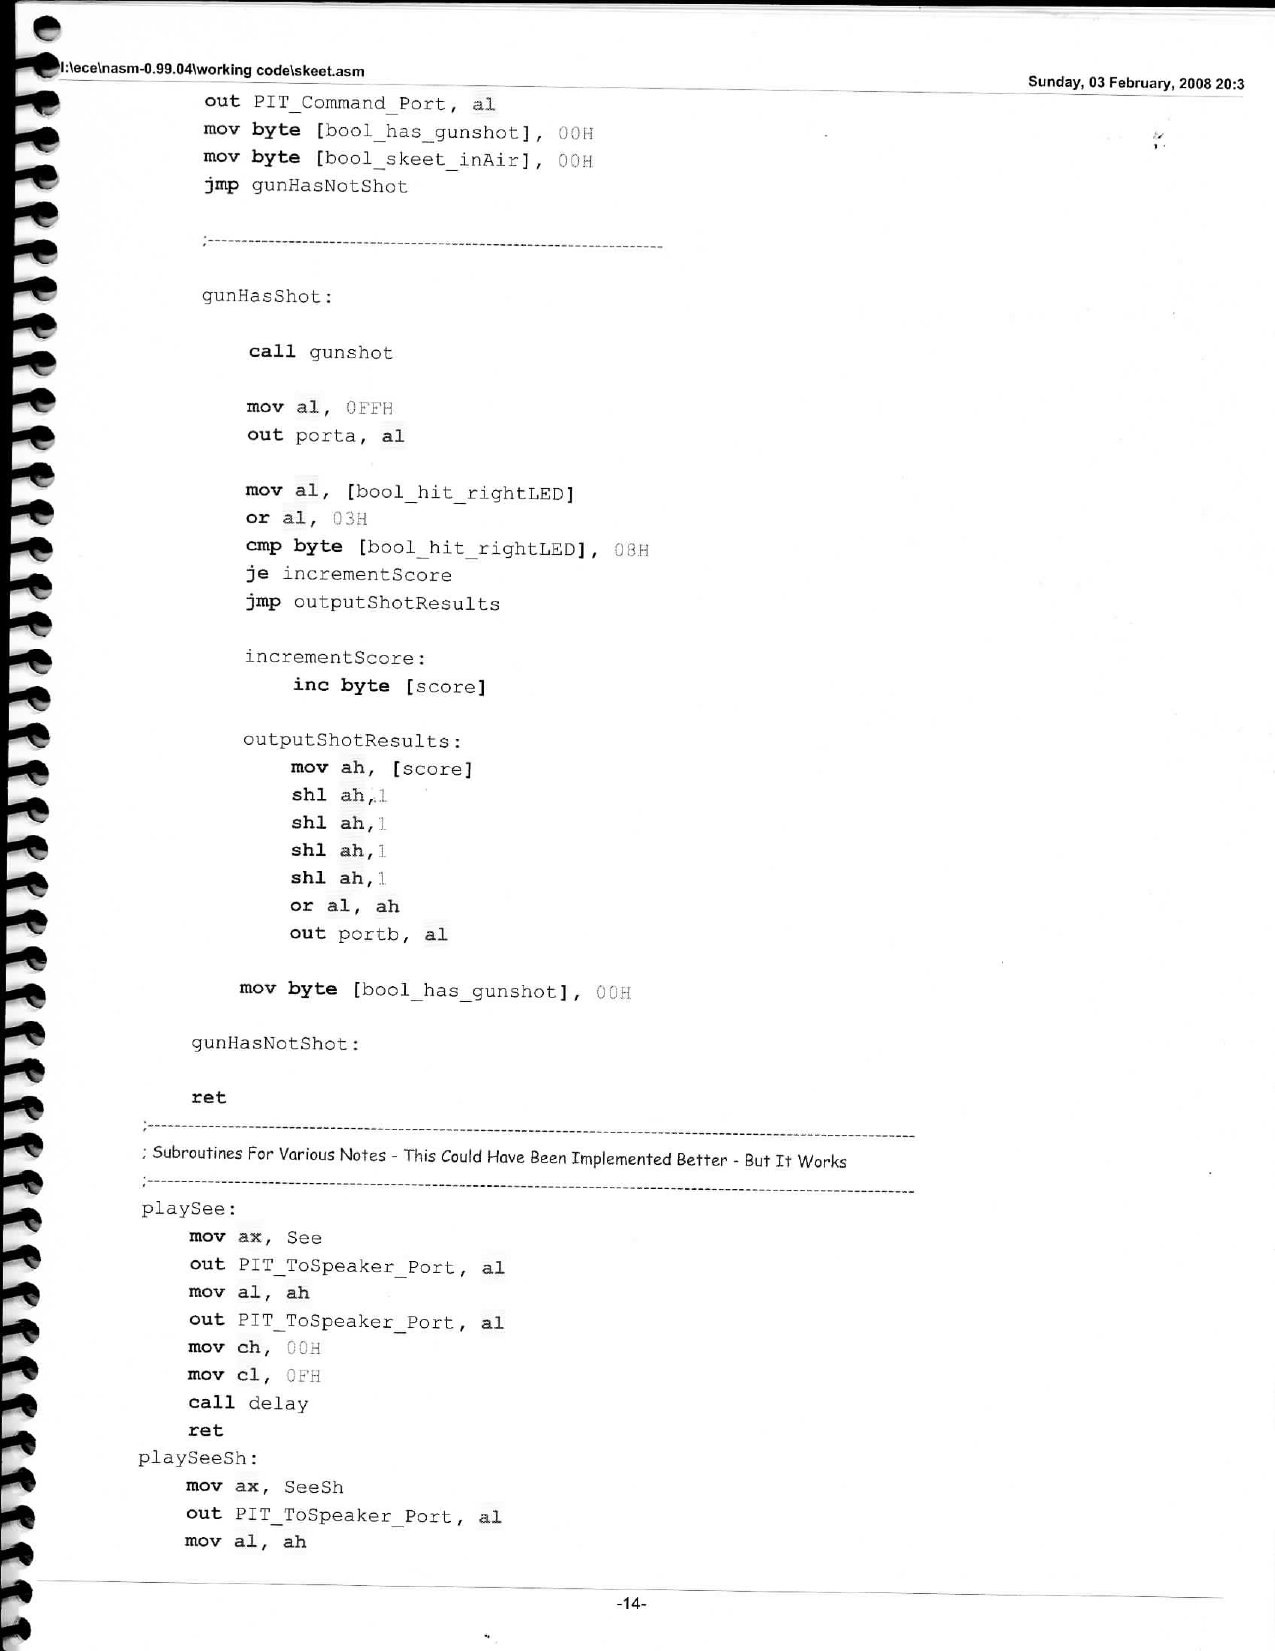 l:\ece\nasm-0.99.04\working code\skeet.asm
Sunday, 03 February, 2008 20:3
out PIT_Command_Port, al
mov byte [bool_has_gunshot], 00H
mov byte [bool_skeet_inAir], 00H
jmp gunHasNotShot
;-------------------------------------------------------------------
gunHasShot:
call gunshot
mov al, 0FFH
out porta, al
mov al, [bool_hit_rightLED]
or al, 03H
cmp byte [bool_hit_rightLED], 08H
je incrementScore
jmp outputShotResults
incrementScore:
inc byte [score]
outputShotResults:
mov ah, [score]
shl ah,1
shl ah,1
shl ah,1
shl ah,1
or al, ah
out portb, al
mov byte [bool_has_gunshot], 00H
gunHasNotShot:
ret
;-------------------------------------------------------------------
; Subroutines For Various Notes - This Could Have Been Implemented Better - But It Works
;-------------------------------------------------------------------
playSee:
mov ax, See
out PIT_ToSpeaker_Port, al
mov al, ah
out PIT_ToSpeaker_Port, al
mov ch, 00H
mov cl, 0FH
call delay
ret
playSeeSh:
mov ax, SeeSh
out PIT_ToSpeaker_Port, al
mov al, ah
-14-